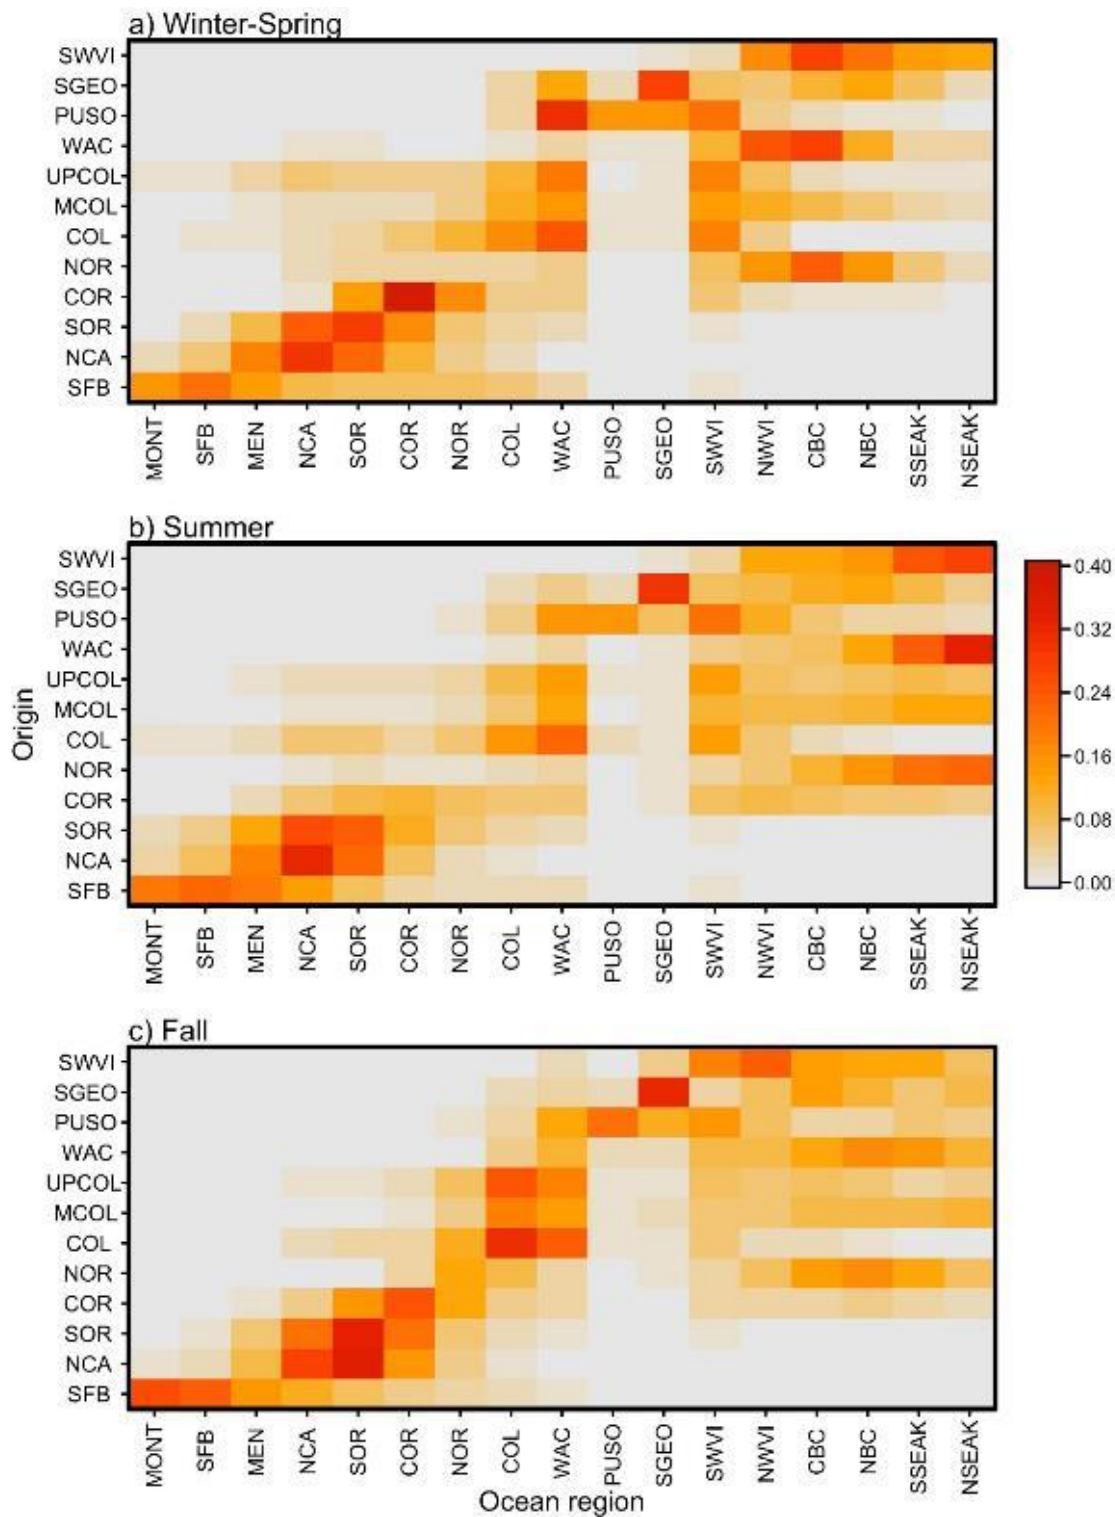 a) Winter-Spring
SWVI
SGEO
PUSO
WAC
UPCOL
MCOL
COL
NOR
COR
SOR
NCA
SFB
MONT SFB MEN NCA SOR COR NOR COL WAC PUSO SGEO SWVI NWVI CBC NBC SSEAK NSEAK
b) Summer
SWVI
SGEO
PUSO
WAC
UPCOL
MCOL
COL
NOR
COR
SOR
NCA
SFB
Origin
0.40
0.32
0.24
0.16
0.08
0.00
MONT SFB MEN NCA SOR COR NOR COL WAC PUSO SGEO SWVI NWVI CBC NBC SSEAK NSEAK
c) Fall
SWVI
SGEO
PUSO
WAC
UPCOL
MCOL
COL
NOR
COR
SOR
NCA
SFB
MONT SFB MEN NCA SOR COR NOR COL WAC PUSO SGEO SWVI NWVI CBC NBC SSEAK NSEAK
Ocean region